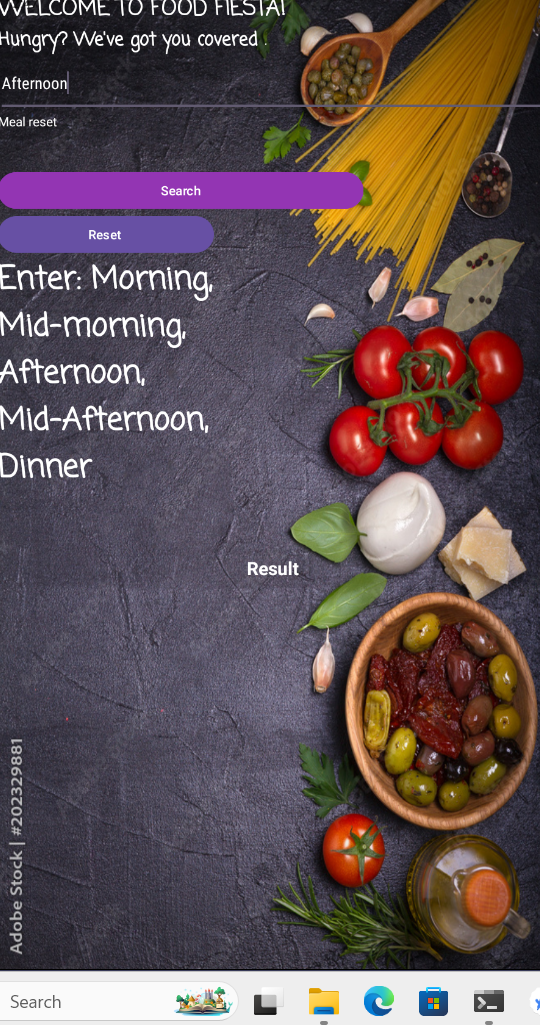 WELCOME TO FOOD FIESTA!
Hungry? We've got you covered .
Afternoon
Meal reset
Search
Reset
Enter: Morning,
Mid-morning,
Afternoon,
Mid-Afternoon,
Dinner
Result
Adobe Stock | #202329881
Search